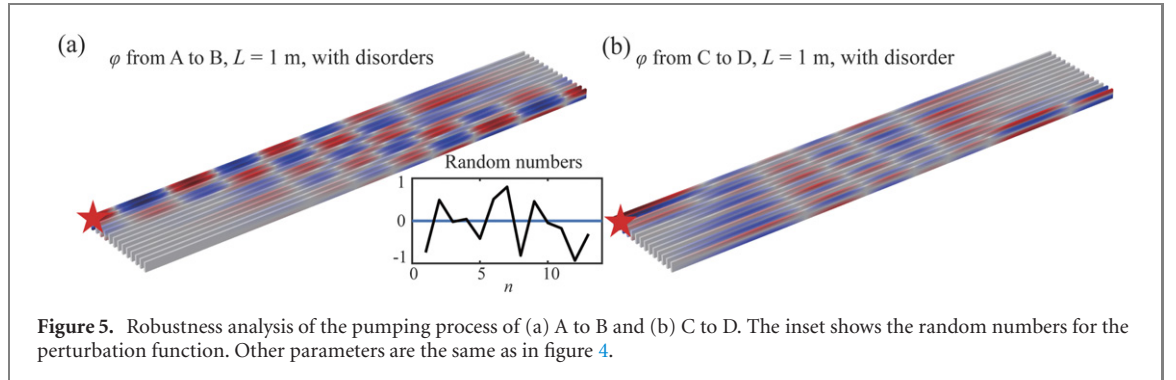 (a) φ from A to B, L = 1 m, with disorders
(b) φ from C to D, L = 1 m, with disorder
Random numbers
1
0
-1
0 5 10
n
Figure 5. Robustness analysis of the pumping process of (a) A to B and (b) C to D. The inset shows the random numbers for the
perturbation function. Other parameters are the same as in figure 4.